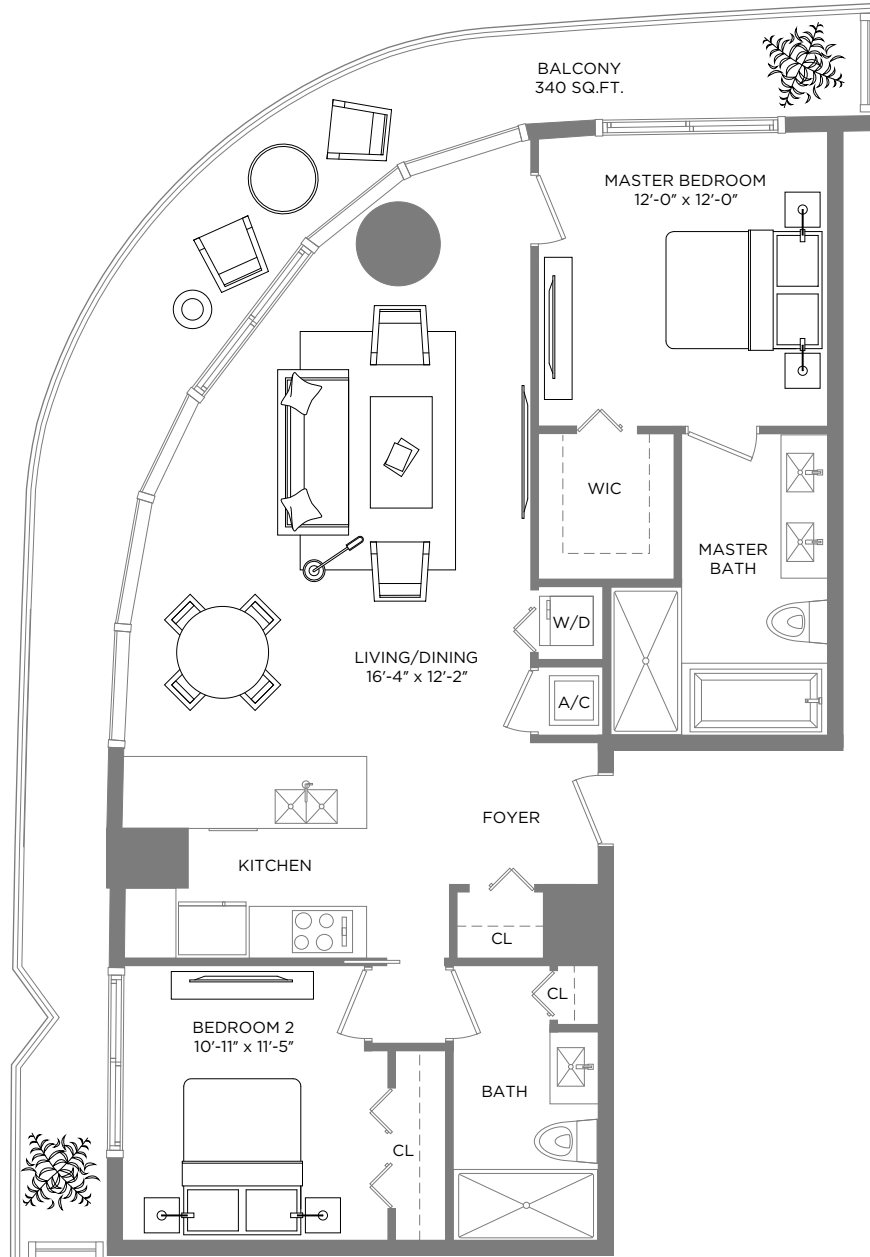 BALCONY
340 SQ.FT.
MASTER BEDROOM
12'-0" x 12'-0"
WIC
MASTER
BATH
W/D
LIVING/DINING
16'-4" x 12'-2"
A/C
FOYER
KITCHEN
CL
CL
BEDROOM 2
10'-11" x 11'-5"
BATH
CL